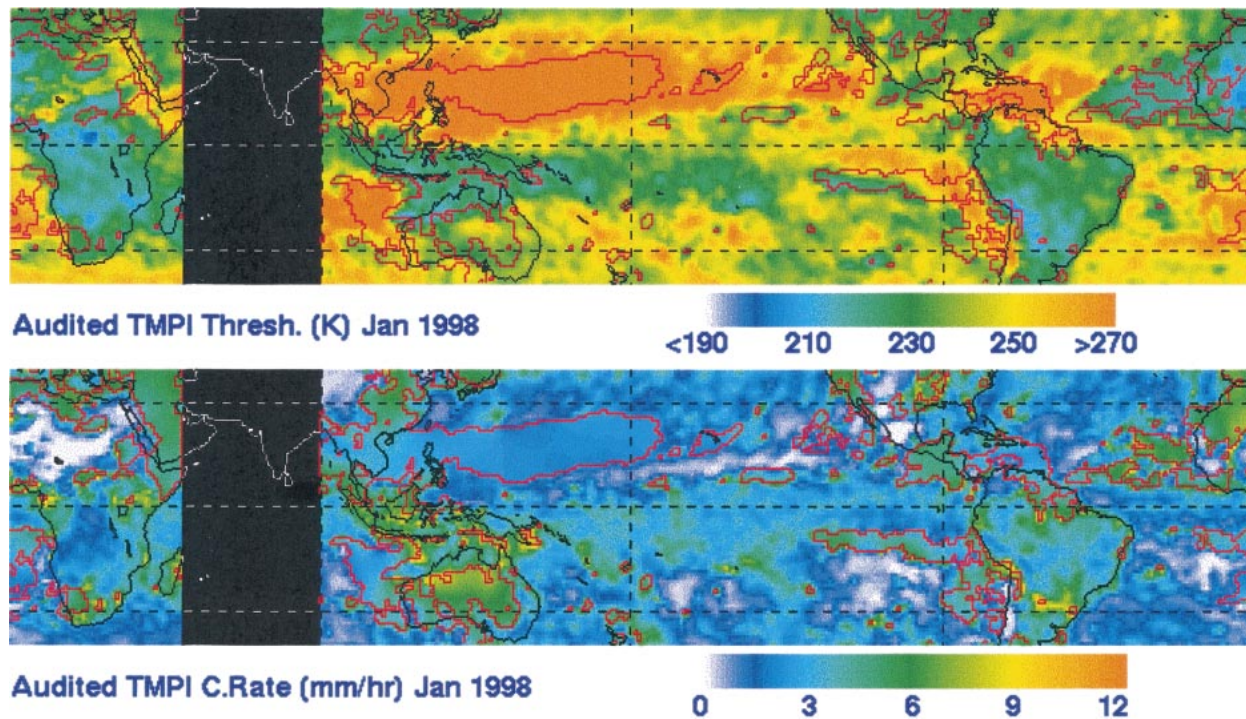 Audited TMPI Thresh. (K) Jan 1998
<190 210 230 250 >270
Audited TMPI C.Rate (mm/hr) Jan 1998
0 3 6 9 12